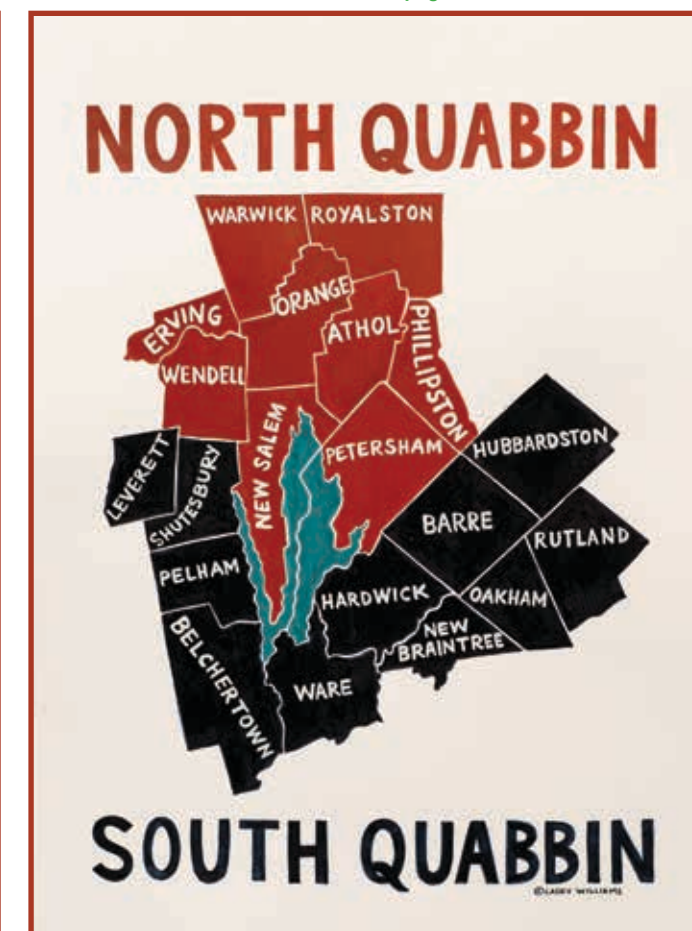 NORTH QUABBIN
WARWICK
ROYALSTON
ORANGE
ERVING
ATHOL
PHILLIPSTON
WENDELL
NEW SALEM
PETERSHAM
HUBBARDSTON
LEVERETT
SHUTESBURY
BARRE
RUTLAND
PELHAM
HARDWICK
OAKHAM
NEW
BRAINTREE
BELCHERTOWN
WARE
SOUTH QUABBIN
WILLIAMS